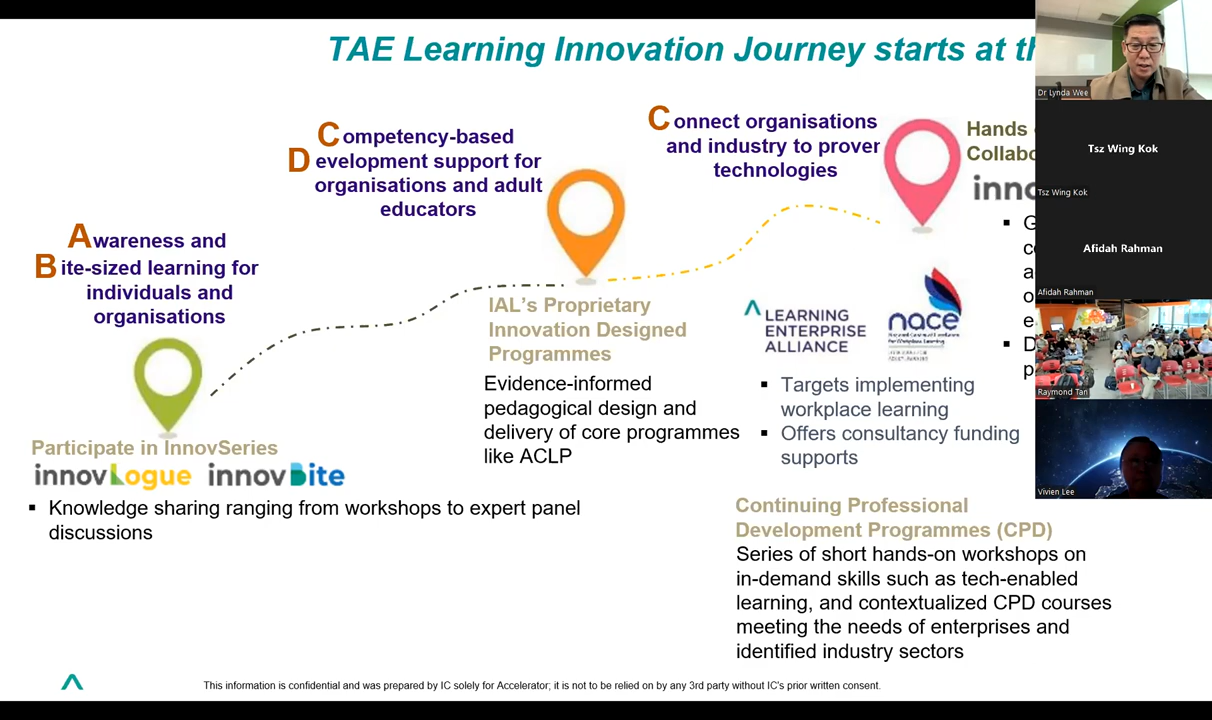 TAE Learning Innovation Journey starts at th
Awareness and
Bite-sized learning for
individuals and
organisations
Participate in InnovSeries
innovLogue innovBite
▪ Knowledge sharing ranging from workshops to expert panel
discussions
Competency-based
Development support for
organisations and adult
educators
IAL’s Proprietary
Innovation Designed
Programmes
Evidence-informed
pedagogical design and
delivery of core programmes
like ACLP
Connect organisations
and industry to prover
technologies
LEARNING
ENTERPRISE
ALLIANCE
nace
▪ Targets implementing
workplace learning
▪ Offers consultancy funding
supports
Continuing Professional
Development Programmes (CPD)
Series of short hands-on workshops on
in-demand skills such as tech-enabled
learning, and contextualized CPD courses
meeting the needs of enterprises and
identified industry sectors
Hands
Collabo
inno
▪ G
c
a
o
e
▪ D
p
Dr Lynda Wee
Tsz Wing Kok
Tsz Wing Kok
Afidah Rahman
Afidah Rahman
Raymond Tan
Vivien Lee
This information is confidential and was prepared by IC solely for Accelerator; it is not to be relied on by any 3rd party without IC's prior written consent.